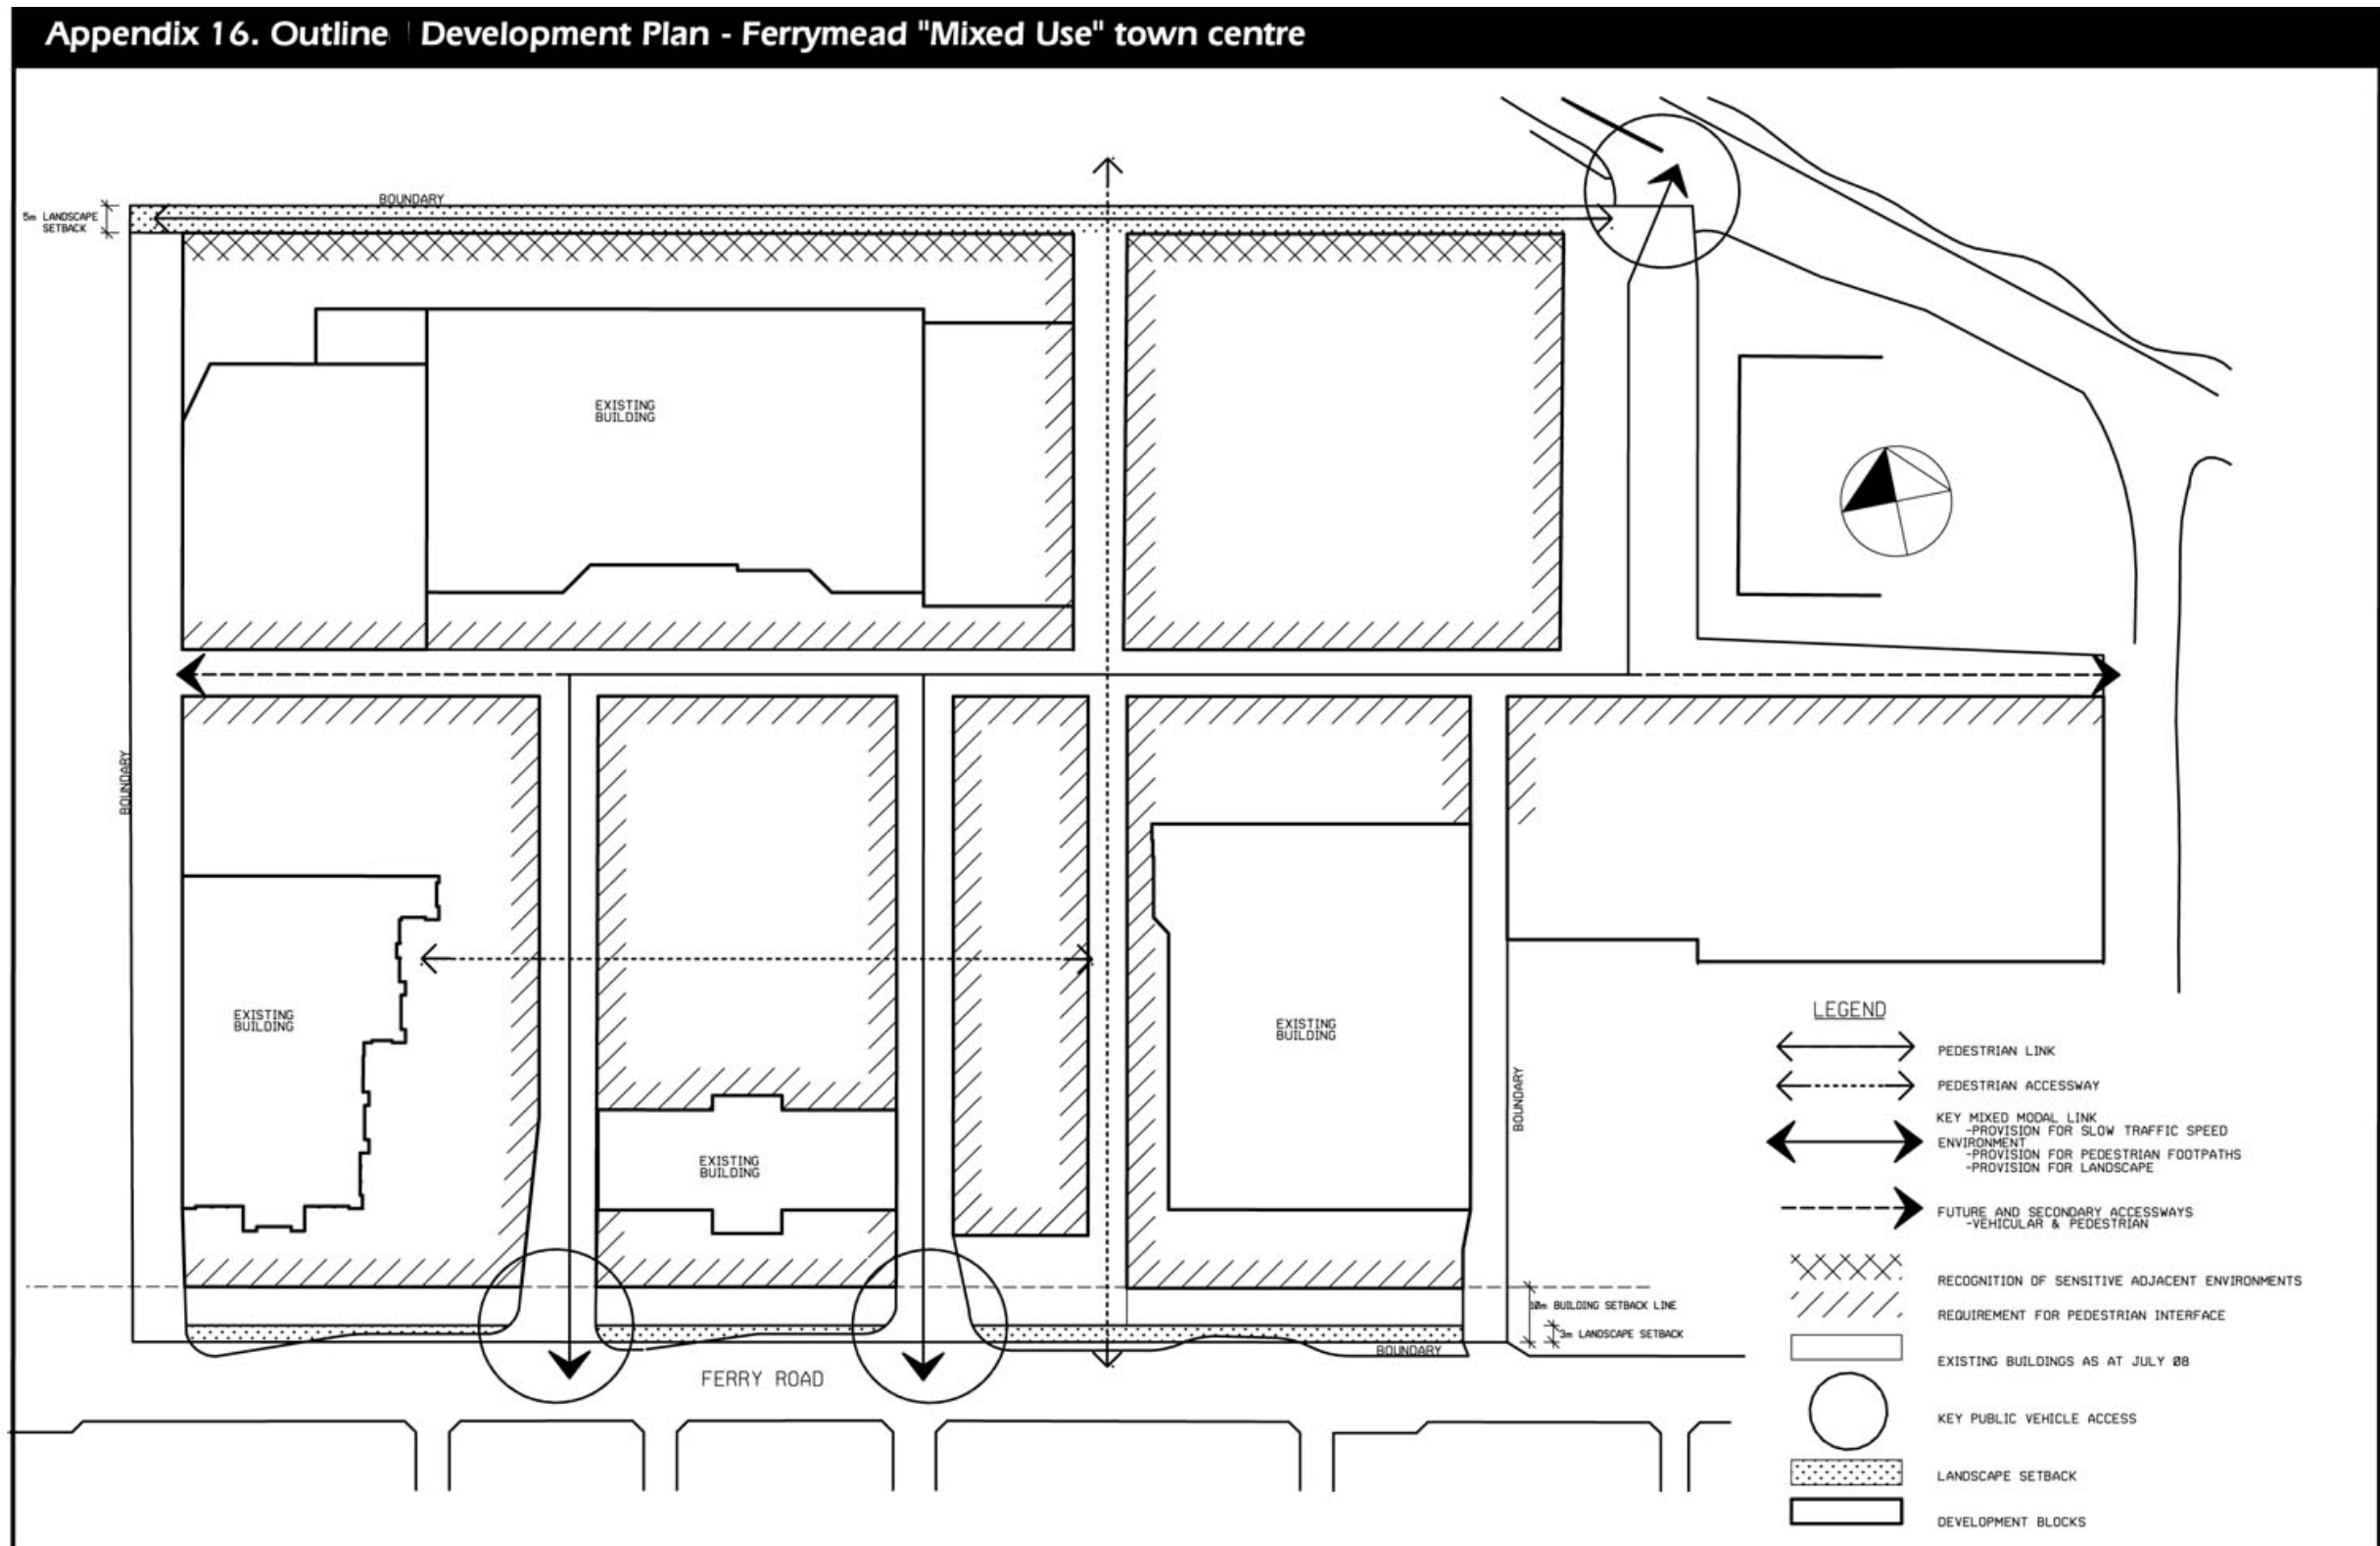 Appendix 16. Outline Development Plan - Ferrymead "Mixed Use" town centre
BOUNDARY
5m LANDSCAPE
SETBACK
EXISTING
BUILDING
BOUNDARY
EXISTING
BUILDING
EXISTING
BUILDING
EXISTING
BUILDING
BOUNDARY
10m BUILDING SETBACK LINE
3m LANDSCAPE SETBACK
BOUNDARY
FERRY ROAD
LEGEND
PEDESTRIAN LINK
PEDESTRIAN ACCESSWAY
KEY MIXED MODAL LINK
-PROVISION FOR SLOW TRAFFIC SPEED
ENVIRONMENT
-PROVISION FOR PEDESTRIAN FOOTPATHS
-PROVISION FOR LANDSCAPE
FUTURE AND SECONDARY ACCESSWAYS
-VEHICULAR & PEDESTRIAN
RECOGNITION OF SENSITIVE ADJACENT ENVIRONMENTS
REQUIREMENT FOR PEDESTRIAN INTERFACE
EXISTING BUILDINGS AS AT JULY 08
KEY PUBLIC VEHICLE ACCESS
LANDSCAPE SETBACK
DEVELOPMENT BLOCKS